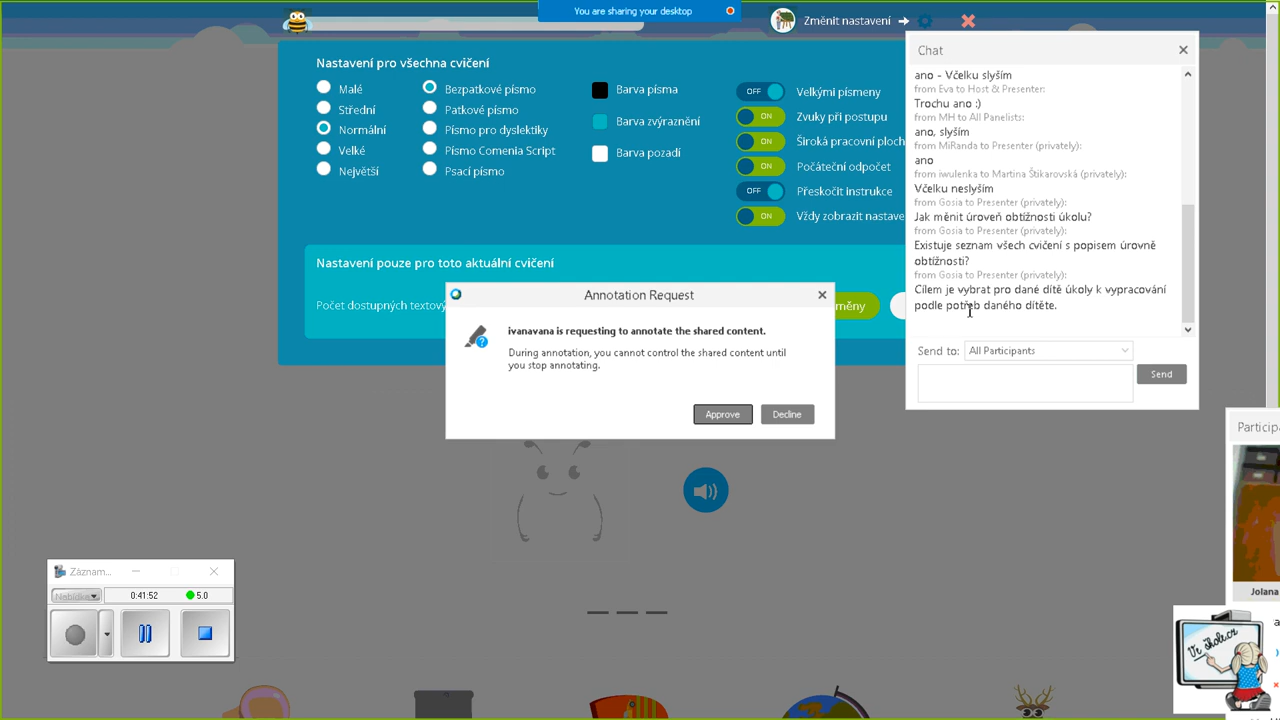 You are sharing your desktop
Změnit nastavení
Nastavení pro všechna cvičení
Malé
Střední
Normální
Velké
Největší
Bezpatkové písmo
Patkové písmo
Písmo pro dyslektiky
Písmo Comenia Script
Psací písmo
Barva písma
Barva zvýraznění
Barva pozadí
OFF Velkými písmeny
ON Zvuky při postupu
ON Široká pracovní ploch
ON Počáteční odpočet
OFF Přeskočit instrukce
ON Vždy zobrazit nastave
Nastavení pouze pro toto aktuální cvičení
Počet dostupných textový
měny
Chat
ano - Včelku slyším
from Eva to Host & Presenter:
Trochu ano :)
from MH to All Panelists:
ano, slyším
from MiRanda to Presenter (privately):
ano
from iwulenka to Martina Štikarovská (privately):
Včelku neslyším
from Gosia to Presenter (privately):
Jak měnit úroveň obtížnosti úkolu?
from Gosia to Presenter (privately):
Existuje seznam všech cvičení s popisem úrovně
obtížnosti?
from Gosia to Presenter (privately):
Cílem je vybrat pro dané dítě úkoly k vypracování
podle potřeb daného dítěte.
Send to: All Participants
Send
Annotation Request
ivanavana is requesting to annotate the shared content.
During annotation, you cannot control the shared content until
you stop annotating.
Approve
Decline
Particip
Jolana
Záznam...
Nabídka
0:41:52
5.0
Ve škole.cz